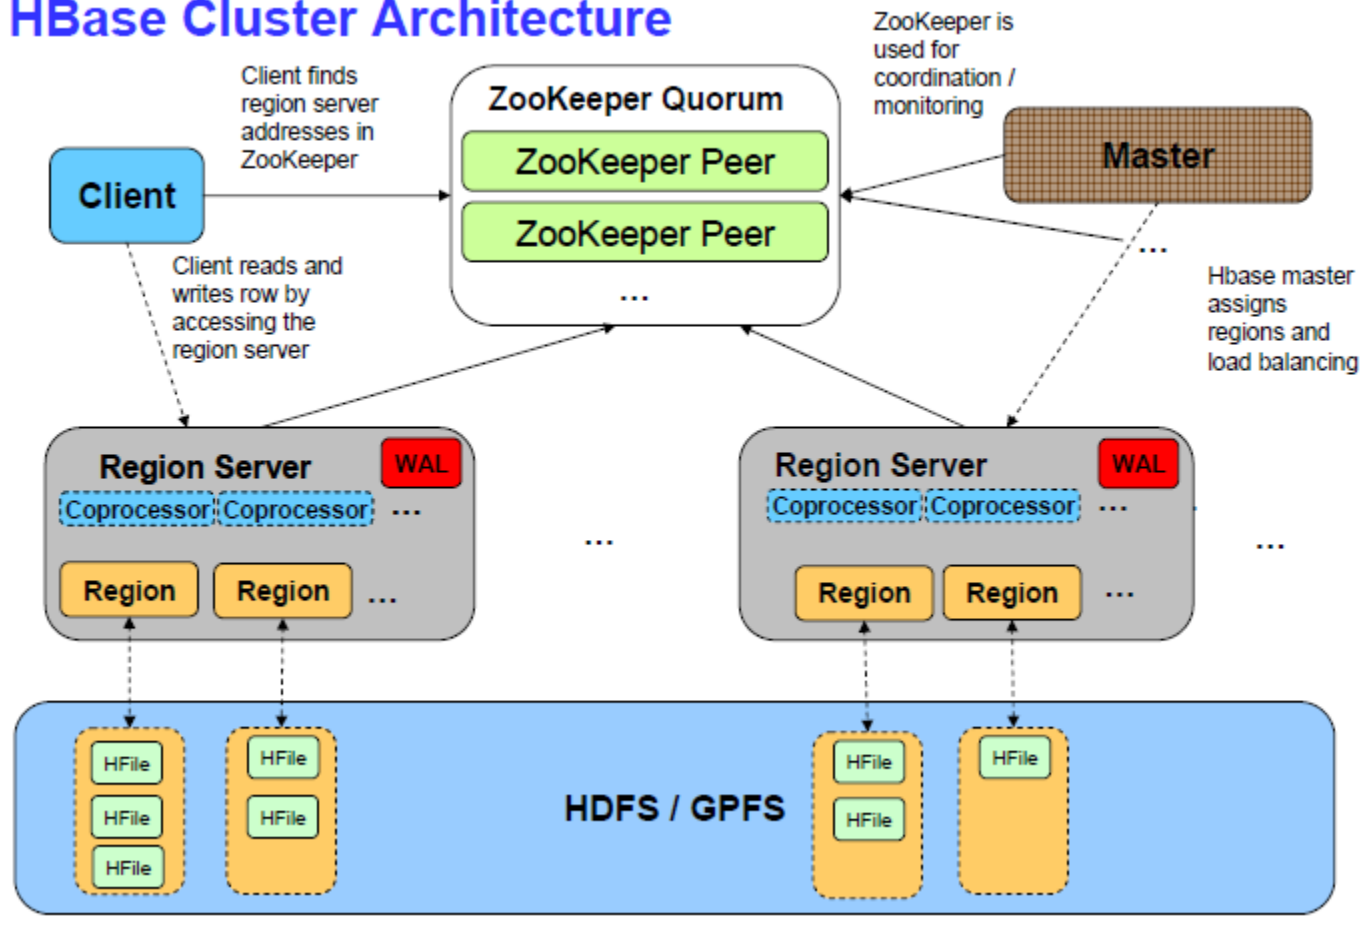 HBase Cluster Architecture
Client finds
region server
addresses in
ZooKeeper
ZooKeeper is
used for
coordination /
monitoring
ZooKeeper Quorum
ZooKeeper Peer
ZooKeeper Peer
...
Client
Master
...
Client reads and
writes row by
accessing the
region server
Hbase master
assigns
regions and
load balancing
Region Server
WAL
Coprocessor Coprocessor ...
Region Region ...
...
Region Server
WAL
Coprocessor Coprocessor ...
Region Region ...
...
HFile
HFile
HFile
HFile
HFile
HDFS / GPFS
HFile
HFile
HFile